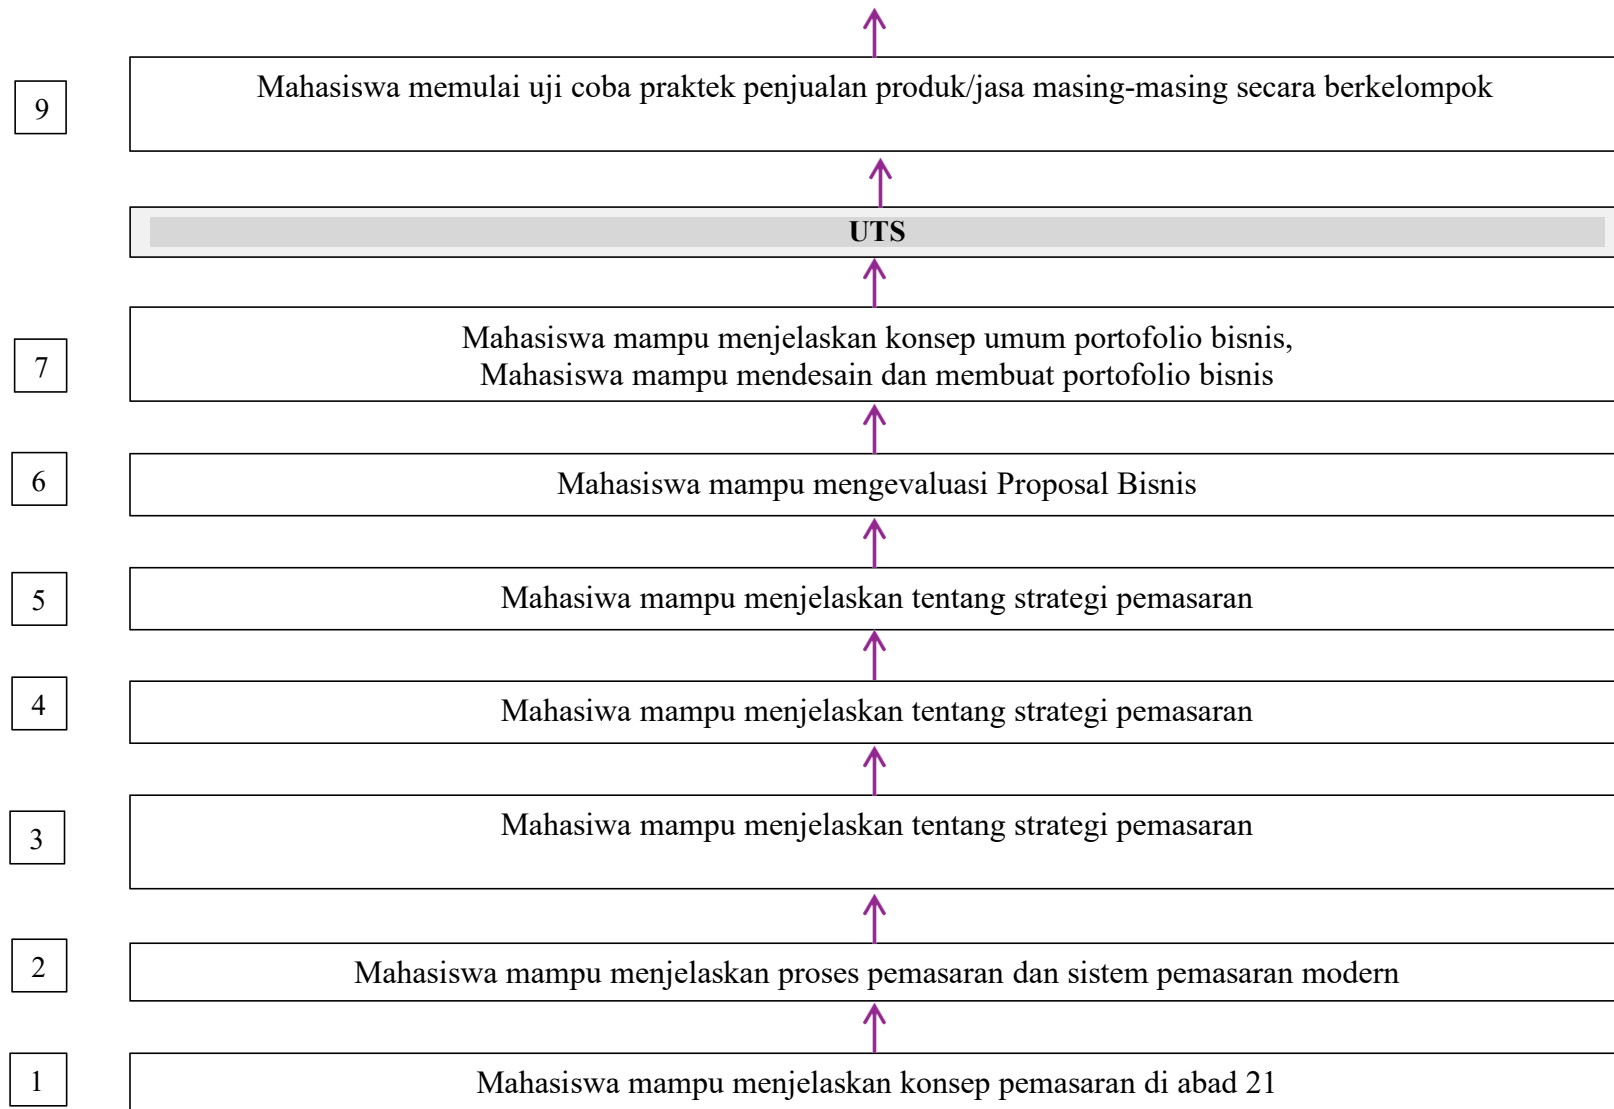 9
Mahasiswa memulai uji coba praktek penjualan produk/jasa masing-masing secara berkelompok
UTS
7
Mahasiswa mampu menjelaskan konsep umum portofolio bisnis,
Mahasiswa mampu mendesain dan membuat portofolio bisnis
6
Mahasiswa mampu mengevaluasi Proposal Bisnis
5
Mahasiwa mampu menjelaskan tentang strategi pemasaran
4
Mahasiwa mampu menjelaskan tentang strategi pemasaran
3
Mahasiwa mampu menjelaskan tentang strategi pemasaran
2
Mahasiswa mampu menjelaskan proses pemasaran dan sistem pemasaran modern
1
Mahasiswa mampu menjelaskan konsep pemasaran di abad 21